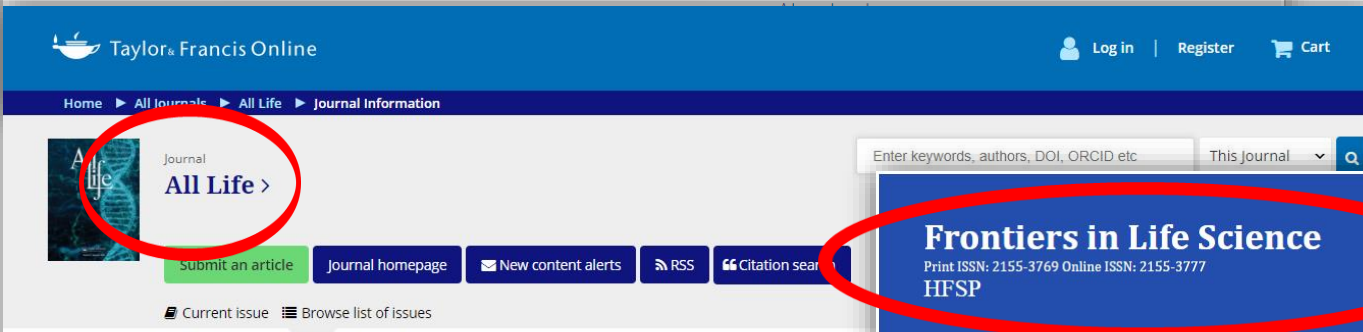 Taylor & Francis Online
Log in | Register Cart
Home ▶ All Journals ▶ All Life ▶ Journal Information
All Life
Journal
All Life >
Enter keywords, authors, DOI, ORCID etc
This Journal
Submit an article
Journal homepage
New content alerts
RSS
Citation search
Current issue Browse list of issues
Frontiers in Life Science
Print ISSN: 2155-3769 Online ISSN: 2155-3777
HFSP